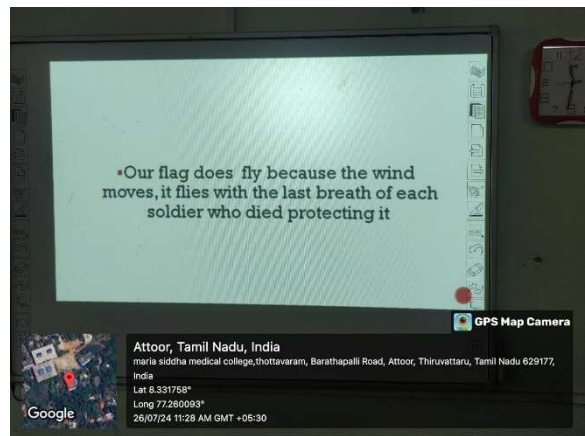 ▪Our flag does fly because the wind
moves, it flies with the last breath of each
soldier who died protecting it
GPS Map Camera
Attoor, Tamil Nadu, India
maria siddha medical college,thottavaram, Barathapalli Road, Attoor, Thiruvattaru, Tamil Nadu 629177,
India
Lat 8.331758°
Long 77.260093°
26/07/24 11:28 AM GMT +05:30
Google